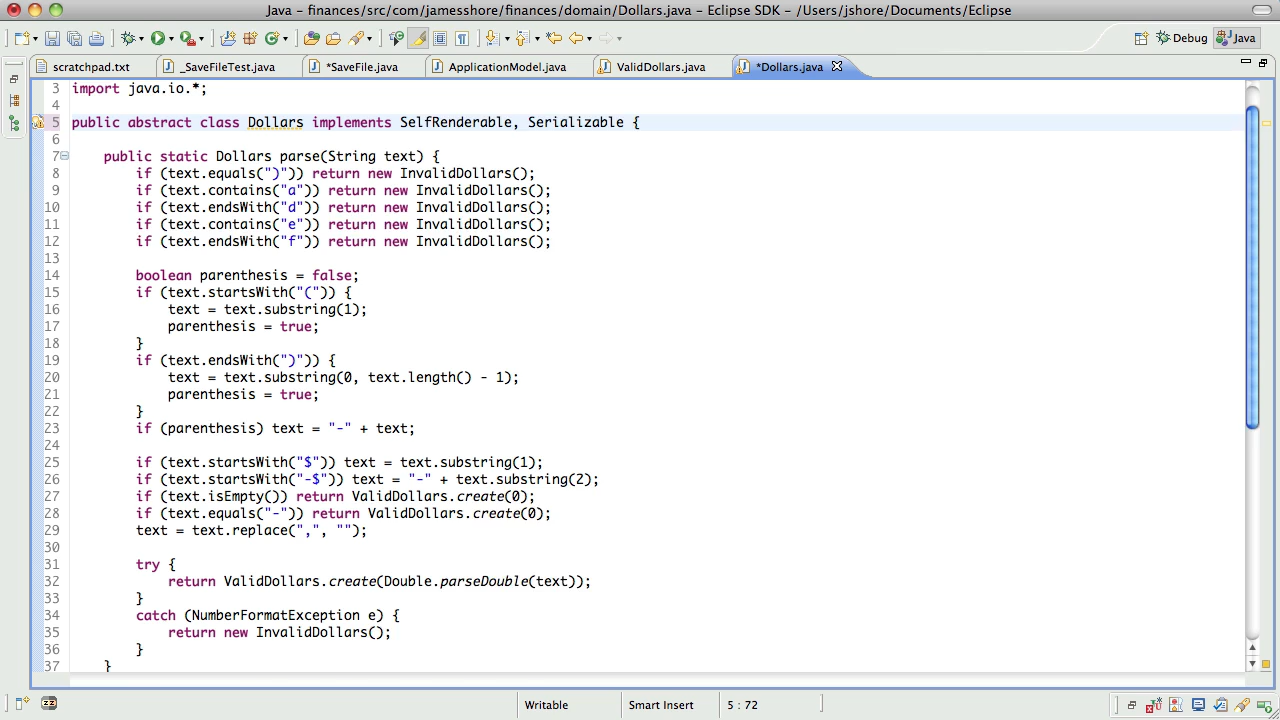 Java – finances/src/com/jamesshore/finances/domain/Dollars.java – Eclipse SDK – /Users/jshore/Documents/Eclipse
Debug Java
scratchpad.txt _SaveFileTest.java *SaveFile.java ApplicationModel.java ValidDollars.java *Dollars.java
3 import java.io.*;
4
5 public abstract class Dollars implements SelfRenderable, Serializable {
6
7 public static Dollars parse(String text) {
8 if (text.equals(")")) return new InvalidDollars();
9 if (text.contains("a")) return new InvalidDollars();
10 if (text.endsWith("d")) return new InvalidDollars();
11 if (text.contains("e")) return new InvalidDollars();
12 if (text.endsWith("f")) return new InvalidDollars();
13
14 boolean parenthesis = false;
15 if (text.startsWith("(")) {
16 text = text.substring(1);
17 parenthesis = true;
18 }
19 if (text.endsWith(")")) {
20 text = text.substring(0, text.length() - 1);
21 parenthesis = true;
22 }
23 if (parenthesis) text = "-" + text;
24
25 if (text.startsWith("$")) text = text.substring(1);
26 if (text.startsWith("-$")) text = "-" + text.substring(2);
27 if (text.isEmpty()) return ValidDollars.create(0);
28 if (text.equals("-")) return ValidDollars.create(0);
29 text = text.replace(",", "");
30
31 try {
32 return ValidDollars.create(Double.parseDouble(text));
33 }
34 catch (NumberFormatException e) {
35 return new InvalidDollars();
36 }
37 }
Writable Smart Insert 5 : 72